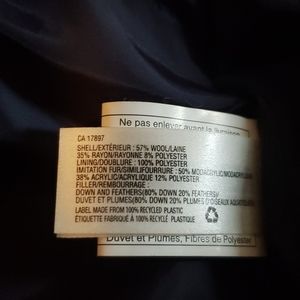 Ne pas enlever avant la livraison
CA 17897
SHELL/EXTÉRIEUR: 57% WOOL/LAINE
35% RAYON/RAYONNE 8% POLYESTER
LINING/DOUBLURE: 100% POLYESTER
IMITATION FUR/SIMILIFOURRURE: 50% MODACRYLIC/MODACRYLIQUE
38% ACRYLIC/ACRYLIQUE 12% POLYESTER
FILLER/REMBOURRAGE:
DOWN AND FEATHERS(80% DOWN 20% FEATHERS)/
DUVET ET PLUMES(80% DOWN 20% PLUMES D'OISEAUX
LABEL MADE FROM 100% RECYCLED PLASTIC
ÉTIQUETTE FABRIQUÉE À 100% RECYCLÉ PLASTIQUE
Duvet et Plumes, Fibres de Polyester